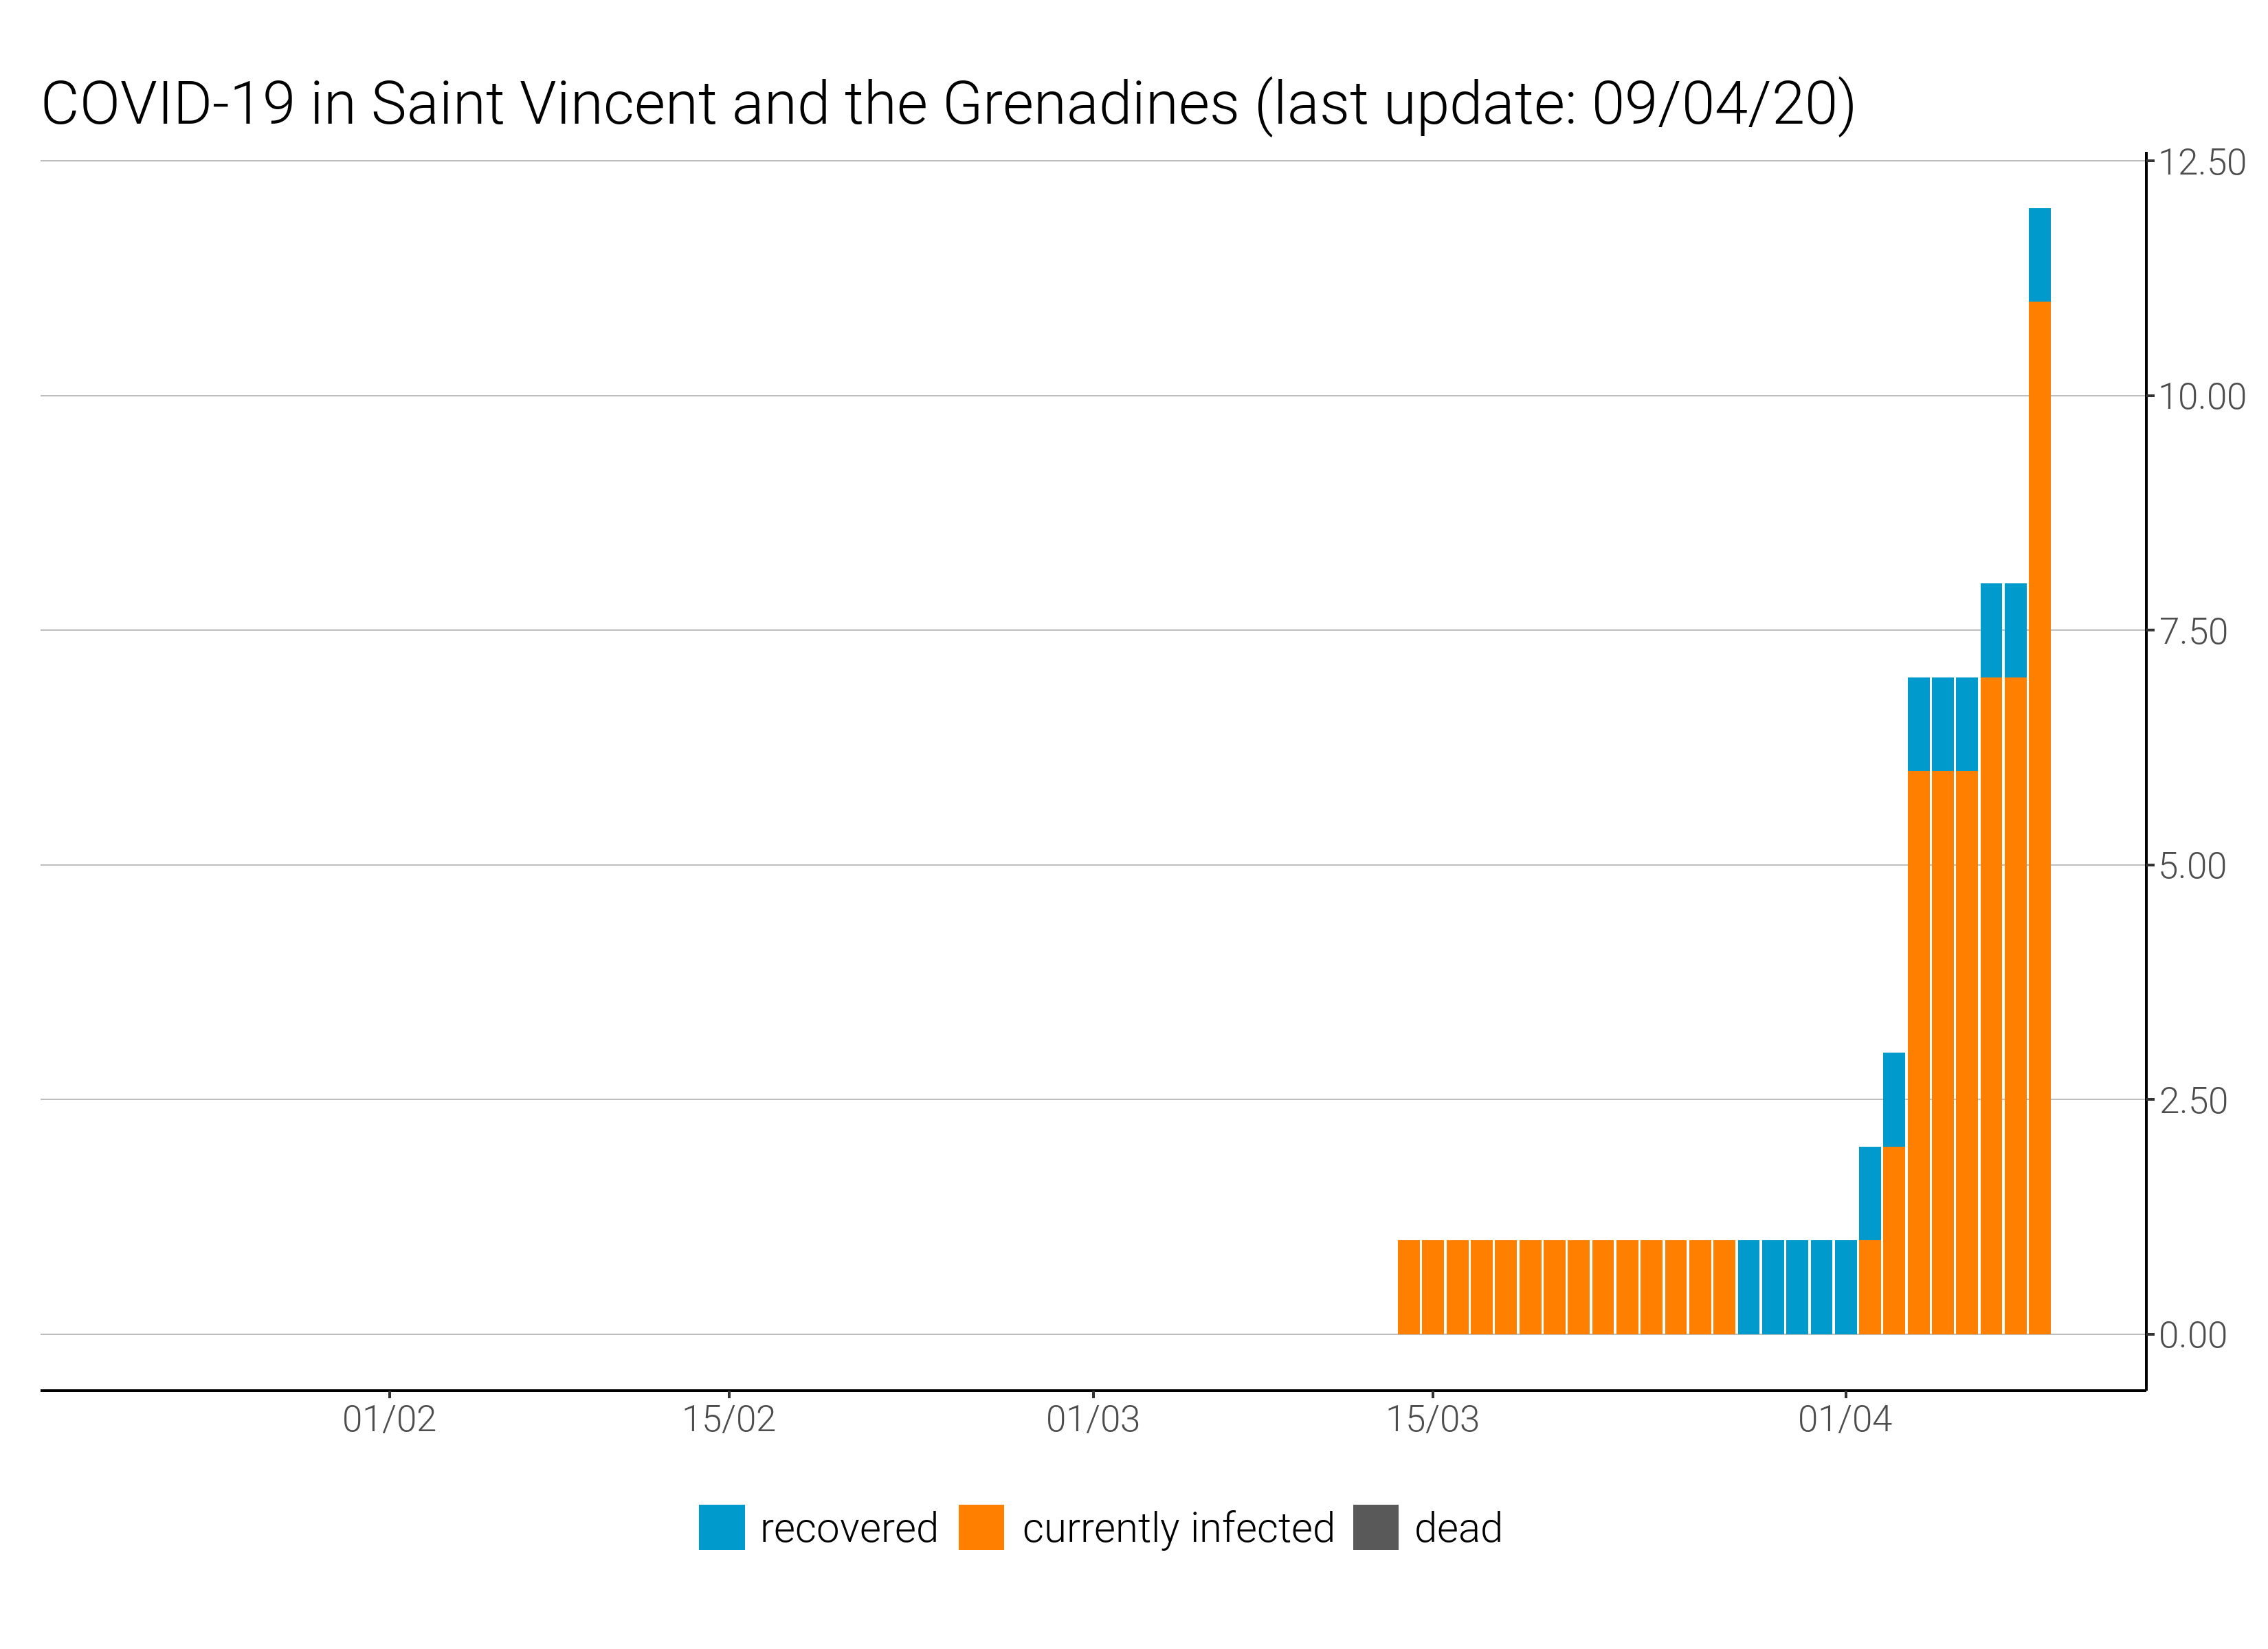 COVID-19 in Saint Vincent and the Grenadines (last update: 09/04/20)
12.50
10.00
7.50
5.00
2.50
0.00
01/02 15/02 01/03 15/03 01/04
recovered currently infected dead